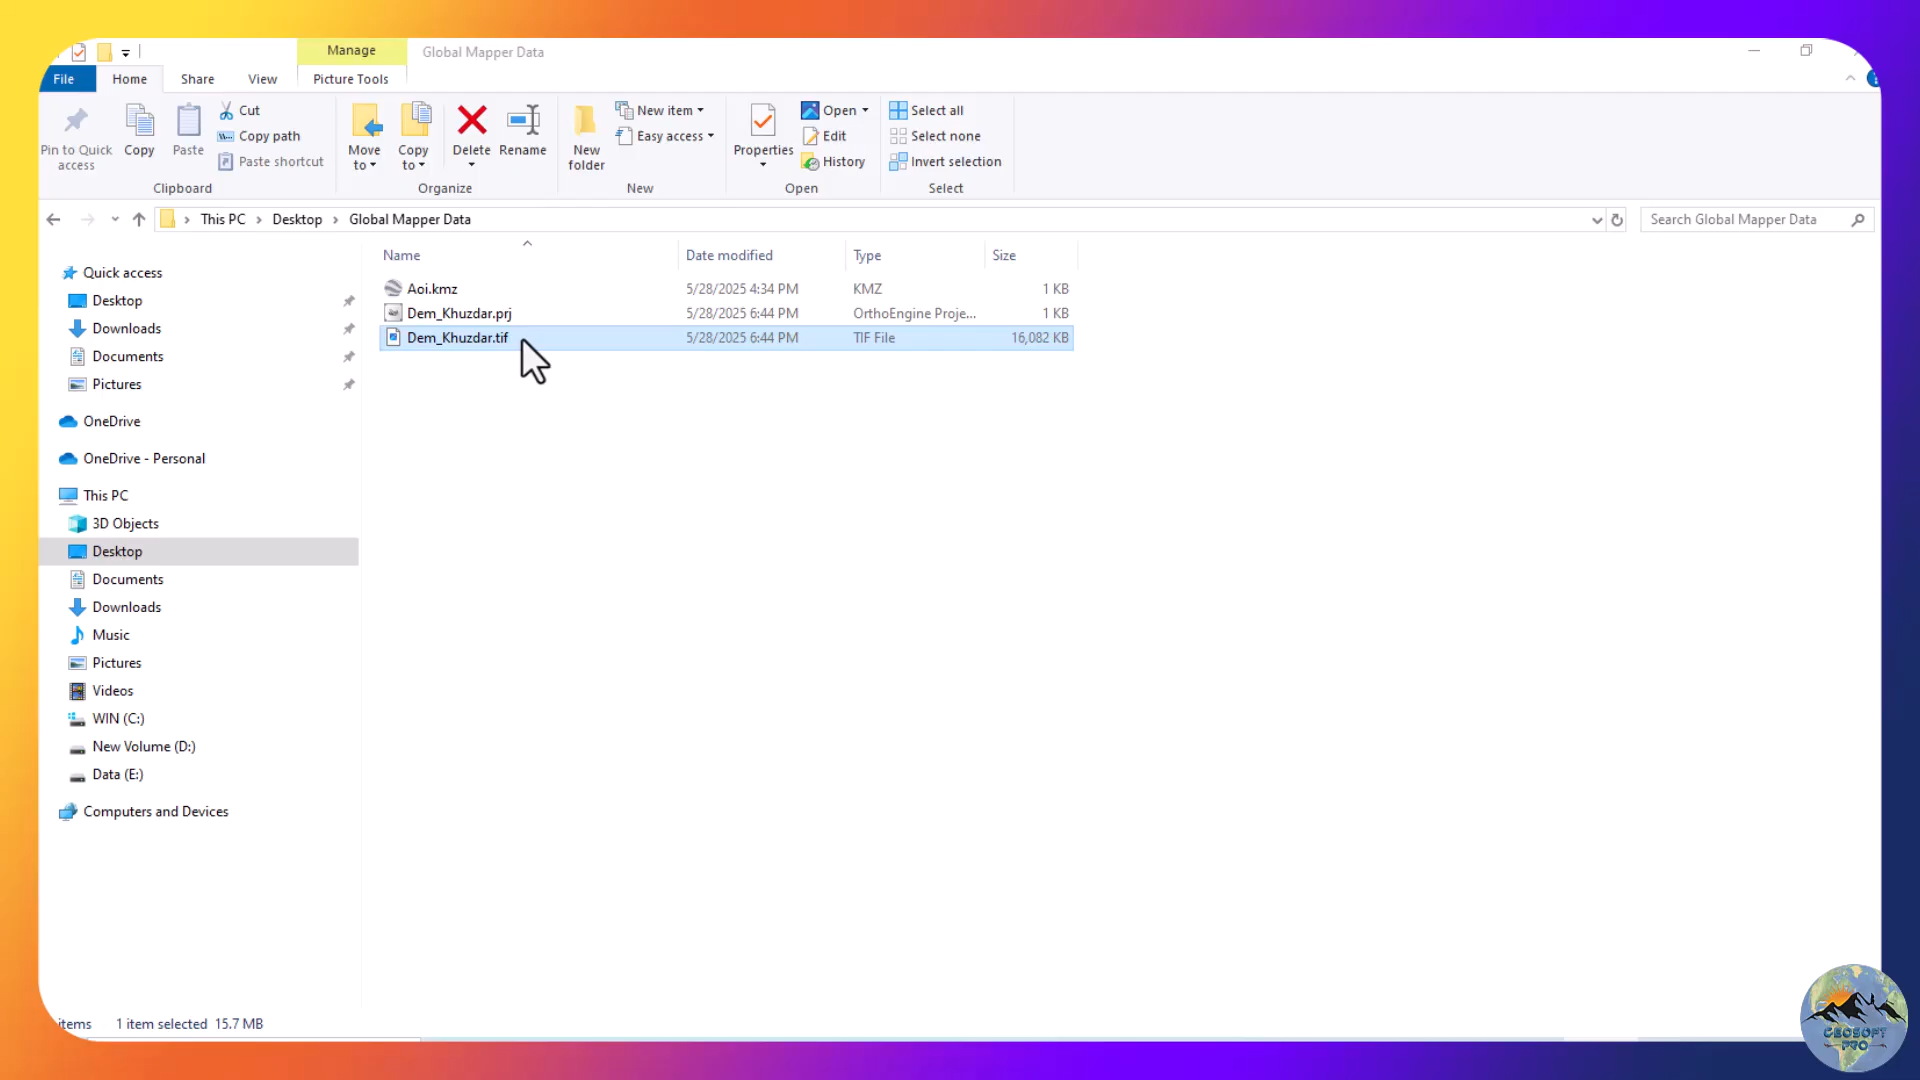 Manage
Global Mapper Data
File
Home
Share
View
Picture Tools
Pin to Quick access
Copy
Paste
Cut
Copy path
Paste shortcut
Clipboard
Move to
Copy to
Delete
Rename
Organize
New folder
New item
Easy access
New
Properties
Open
Edit
History
Open
Select all
Select none
Invert selection
Select
This PC
Desktop
Global Mapper Data
Search Global Mapper Data
Name
Date modified
Type
Size
Aoi.kmz
5/28/2025 4:34 PM
KMZ
1 KB
Dem_Khuzdar.prj
5/28/2025 6:44 PM
OrthoEngine Proje...
1 KB
Dem_Khuzdar.tif
5/28/2025 6:44 PM
TIF File
16,082 KB
Quick access
Desktop
Downloads
Documents
Pictures
OneDrive
OneDrive - Personal
This PC
3D Objects
Desktop
Documents
Downloads
Music
Pictures
Videos
WIN (C:)
New Volume (D:)
Data (E:)
Computers and Devices
items
1 item selected
15.7 MB
GEOSOFT
PRO